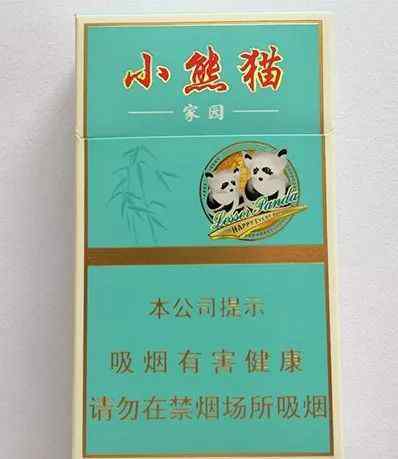 小熊猫
家园
Lesser Panda
HAPPY EVERY
本公司提示
吸烟有害健康
请勿在禁烟场所吸烟